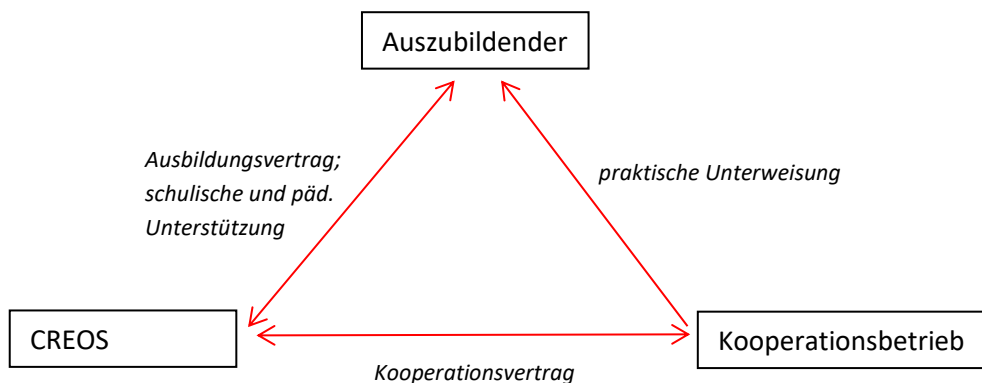 Auszubildender
Ausbildungsvertrag;
schulische und päd.
Unterstützung
praktische Unterweisung
CREOS
Kooperationsbetrieb
Kooperationsvertrag